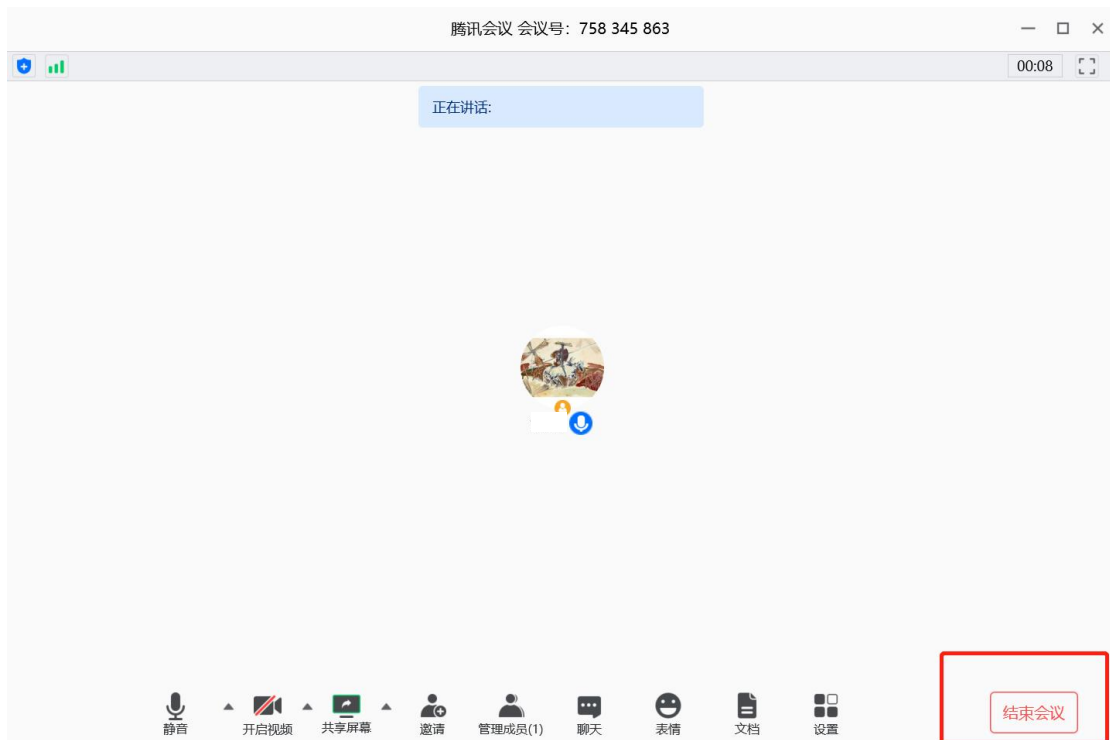 腾讯会议 会议号：758 345 863
00:08
正在讲话:
静音
开启视频
共享屏幕
邀请
管理成员(1)
聊天
表情
文档
设置
结束会议